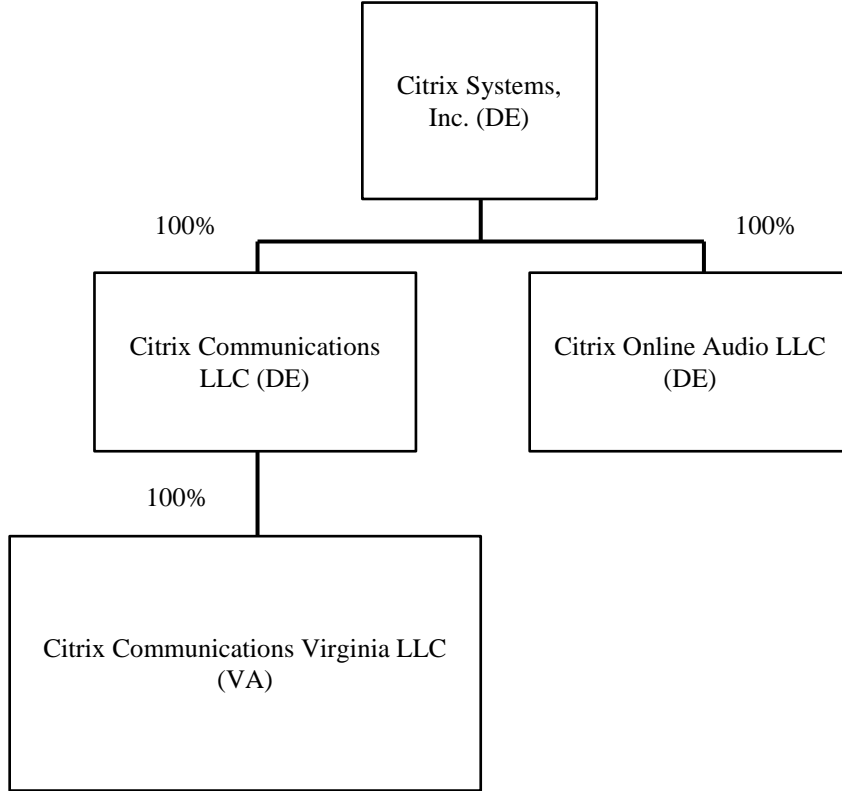 Citrix Systems,
Inc. (DE)
100%
100%
Citrix Communications
LLC (DE)
Citrix Online Audio LLC
(DE)
100%
Citrix Communications Virginia LLC
(VA)